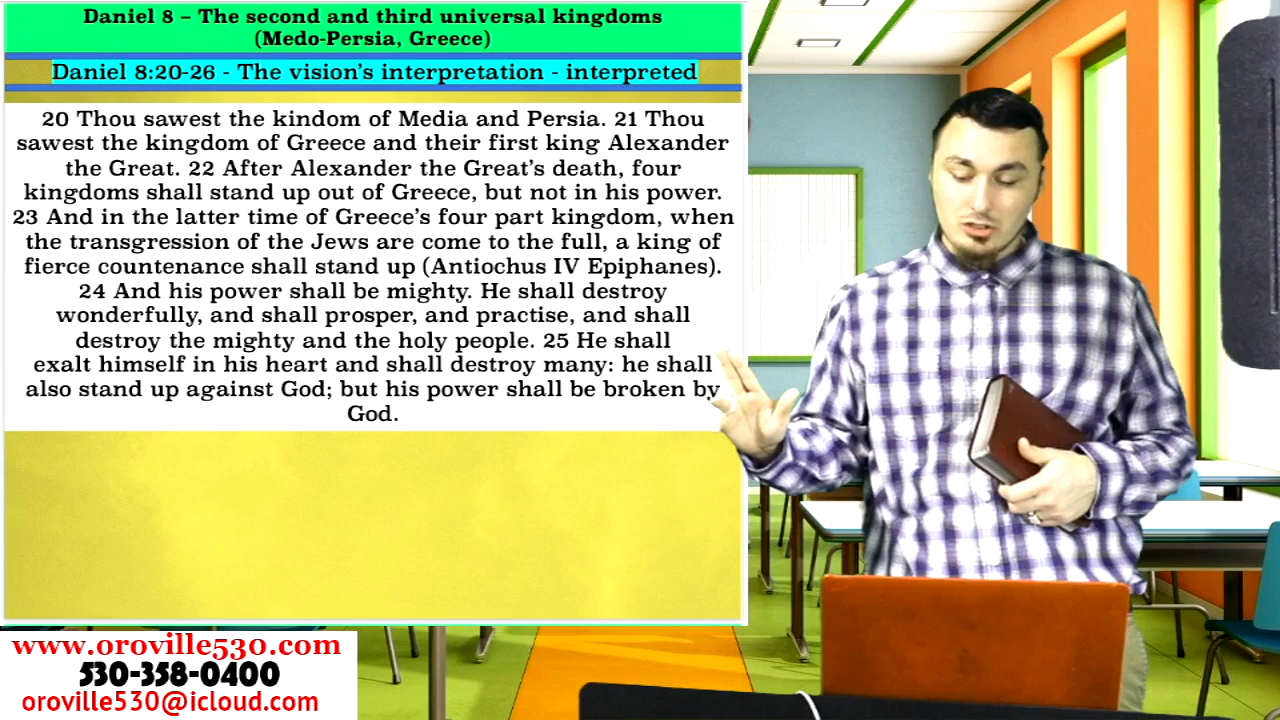 Daniel 8 – The second and third universal kingdoms
(Medo-Persia, Greece)
Daniel 8:20-26 - The vision's interpretation - interpreted
20 Thou sawest the kindom of Media and Persia. 21 Thou
sawest the kingdom of Greece and their first king Alexander
the Great. 22 After Alexander the Great's death, four
kingdoms shall stand up out of Greece, but not in his power.
23 And in the latter time of Greece's four part kingdom, when
the transgression of the Jews are come to the full, a king of
fierce countenance shall stand up (Antiochus IV Epiphanes).
24 And his power shall be mighty. He shall destroy
wonderfully, and shall prosper, and practise, and shall
destroy the mighty and the holy people. 25 He shall
exalt himself in his heart and shall destroy many: he shall
also stand up against God; but his power shall be broken by
God.
www.oroville530.com
530-358-0400
oroville530@icloud.com